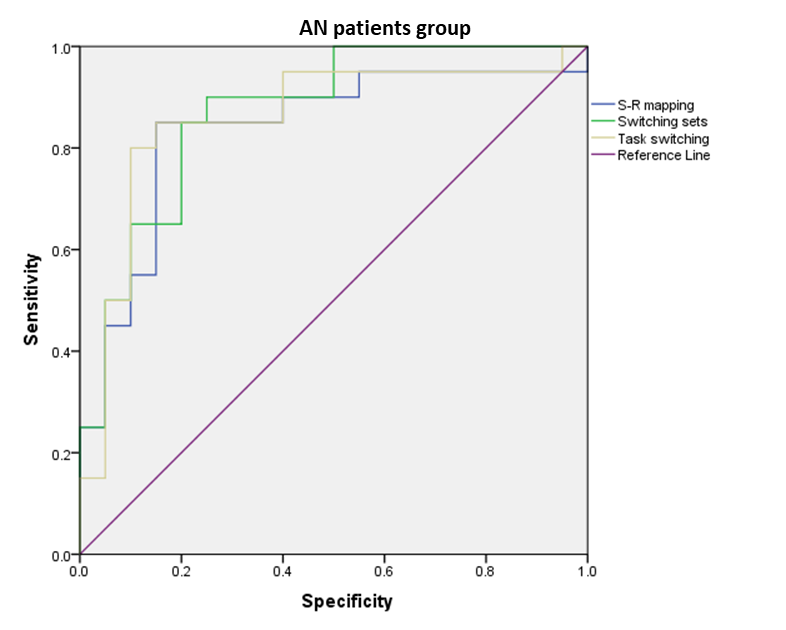 AN patients group
1.0
0.8
0.6
0.4
0.2
0.0
Sensitivity
0.0 0.2 0.4 0.6 0.8 1.0
Specificity
S-R mapping
Switching sets
Task switching
Reference Line